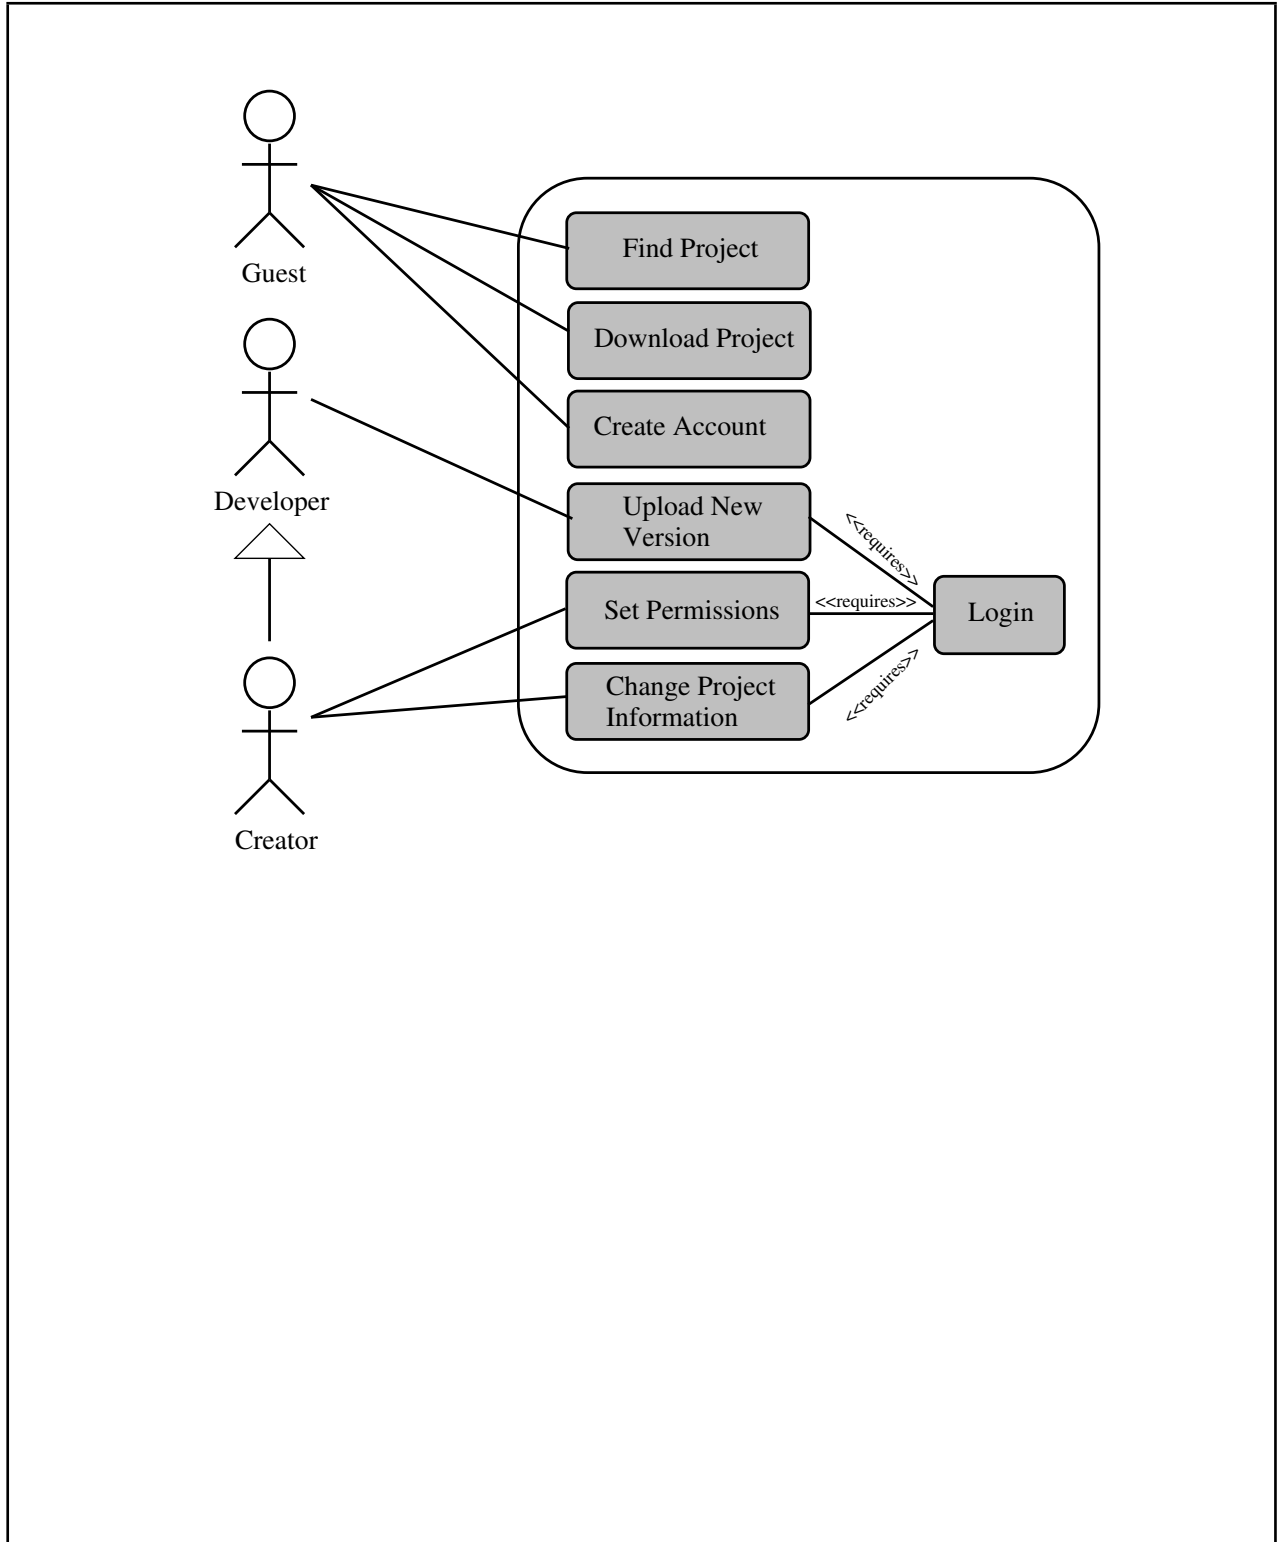 Guest
Developer
Creator
Find Project
Download Project
Create Account
Upload New
Version
Set Permissions
Change Project
Information
<<requires>>
<<requires>>
<<requires>>
Login